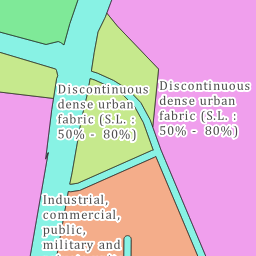 Discontinuous
dense urban
fabric (S.L. :
50% - 80%)
Discontinuous
dense urban
fabric (S.L. :
50% - 80%)
Industrial,
commercial,
public,
military and